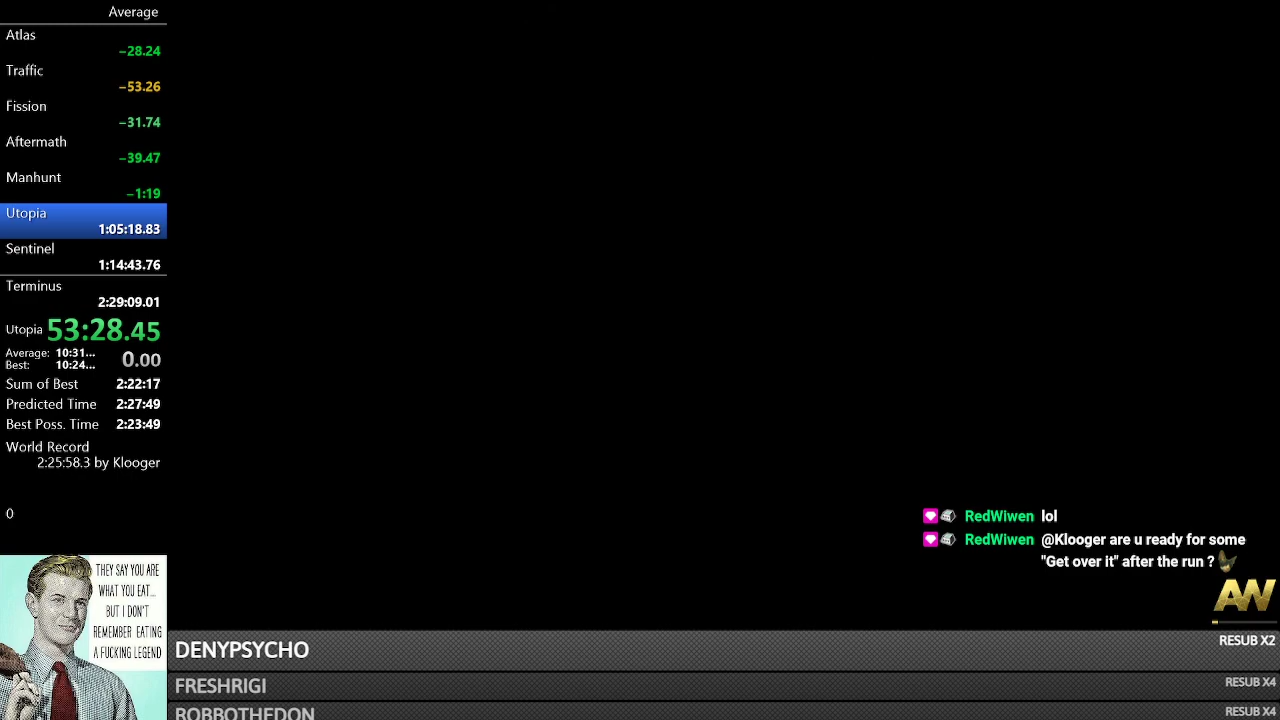 Average
Atlas
−28.24
Traffic
−53.26
Fission
−31.74
Aftermath
−39.47
Manhunt
−1:19
Utopia
1:05:18.83
Sentinel
1:14:43.76
Terminus
2:29:09.01
Utopia 53:28.45
Average: 10:31... 0.00
Best: 10:24...
Sum of Best 2:22:17
Predicted Time 2:27:49
Best Poss. Time 2:23:49
World Record
2:25:58.3 by Klooger
0
THEY SAY YOU ARE
WHAT YOU EAT...
BUT I DON'T
REMEMBER EATING
A FUCKING LEGEND
RedWiwen lol
RedWiwen @Klooger are u ready for some
"Get over it" after the run ?
AW
DENYPSYCHO RESUB X2
FRESHRIGI RESUB X4
ROBBOTHEDON RESUB X4